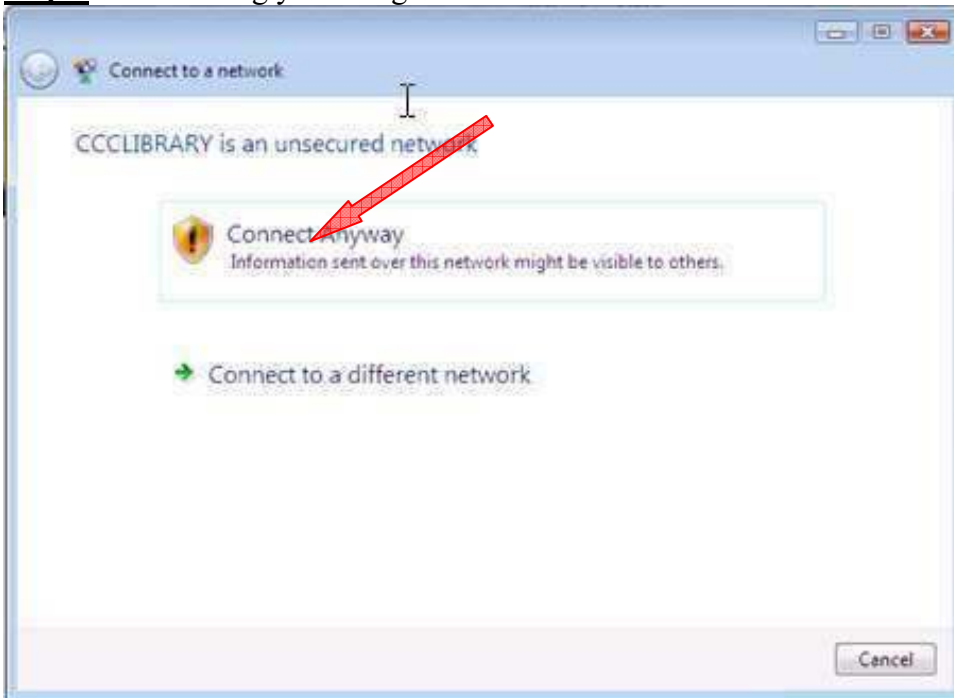 Connect to a network
CCCLIBRARY is an unsecured network
Connect Anyway
Information sent over this network might be visible to others.
Connect to a different network
Cancel